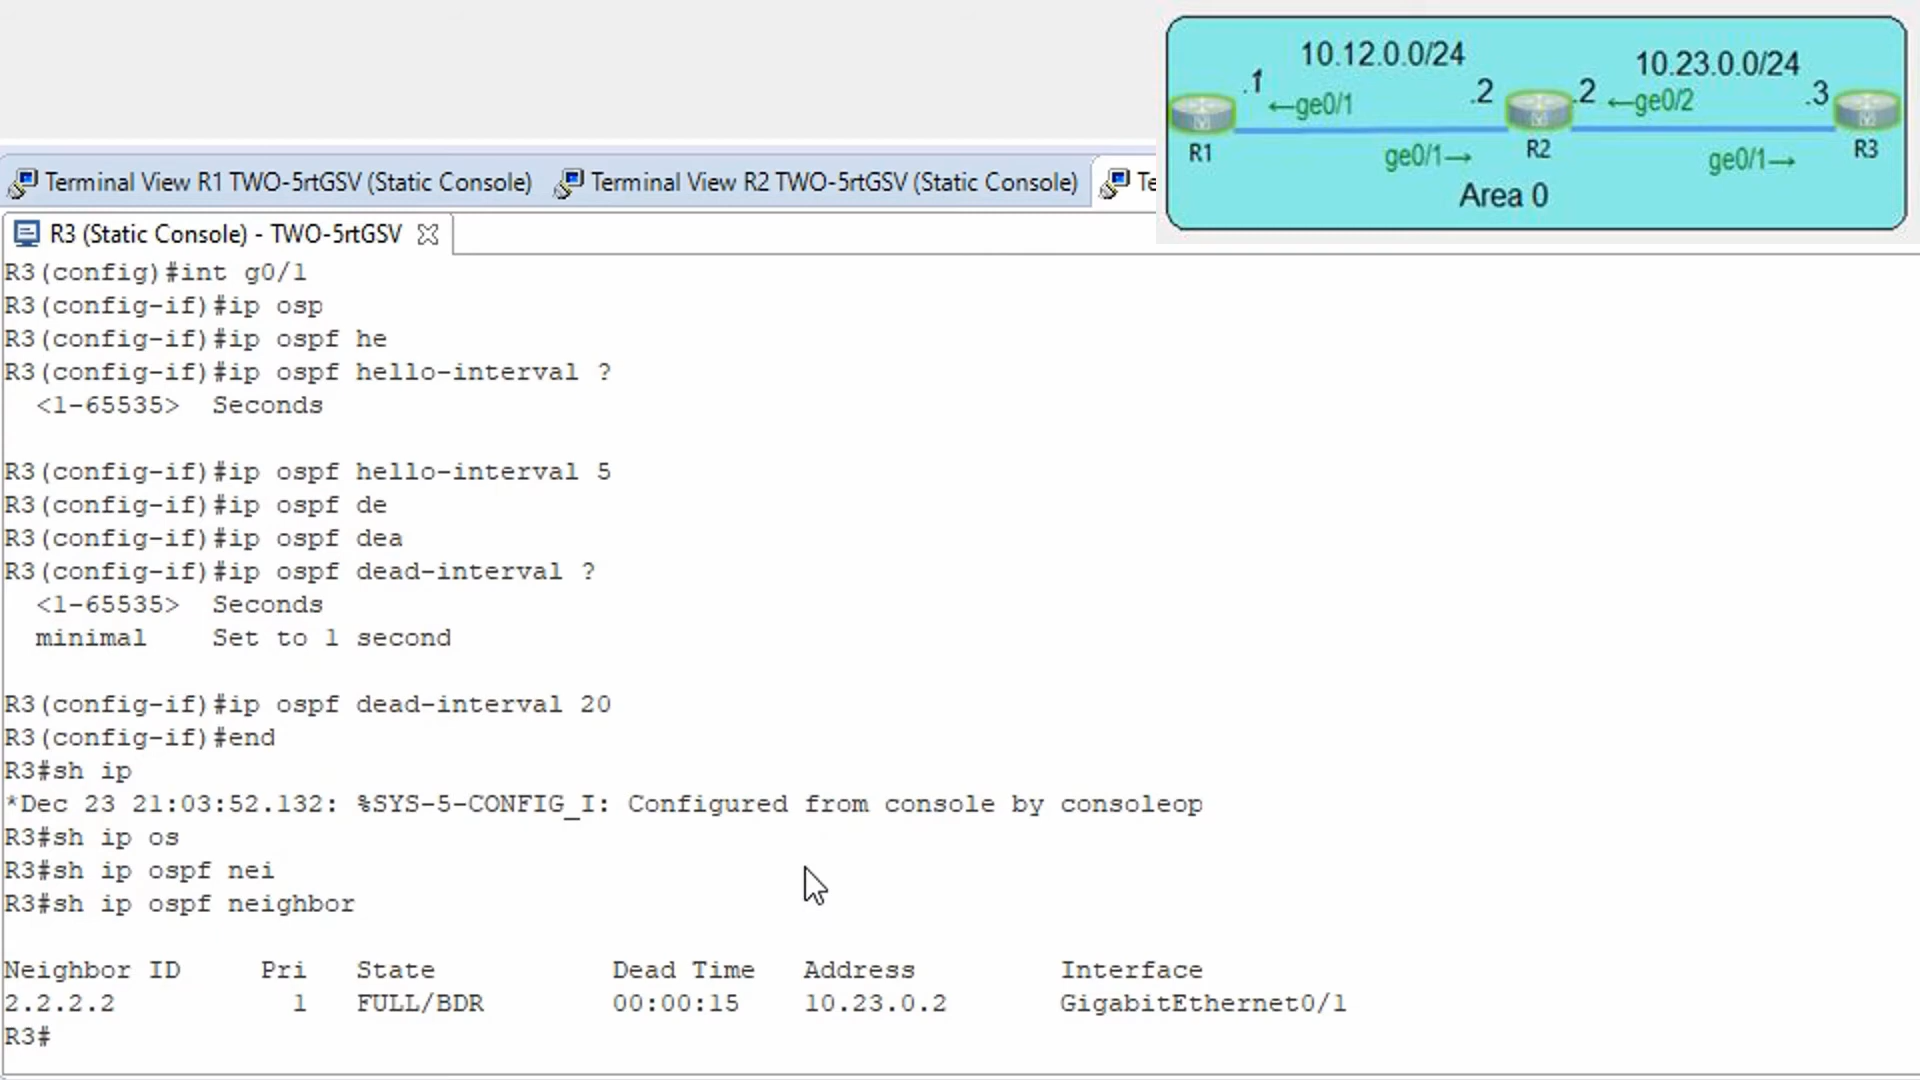 10.12.0.0/24
10.23.0.0/24
.1
←ge0/1
.2
.2
←ge0/2
.3
R1
ge0/1→
R2
ge0/1→
R3
Area 0
Terminal View R1 TWO-5rtGSV (Static Console)
Terminal View R2 TWO-5rtGSV (Static Console)
Te
R3 (Static Console) - TWO-5rtGSV
R3(config)#int g0/1
R3(config-if)#ip osp
R3(config-if)#ip ospf he
R3(config-if)#ip ospf hello-interval ?
<1-65535> Seconds
R3(config-if)#ip ospf hello-interval 5
R3(config-if)#ip ospf de
R3(config-if)#ip ospf dea
R3(config-if)#ip ospf dead-interval ?
<1-65535> Seconds
minimal Set to 1 second
R3(config-if)#ip ospf dead-interval 20
R3(config-if)#end
R3#sh ip
*Dec 23 21:03:52.132: %SYS-5-CONFIG_I: Configured from console by consoleop
R3#sh ip os
R3#sh ip ospf nei
R3#sh ip ospf neighbor
Neighbor ID Pri State Dead Time Address Interface
2.2.2.2 1 FULL/BDR 00:00:15 10.23.0.2 GigabitEthernet0/1
R3#